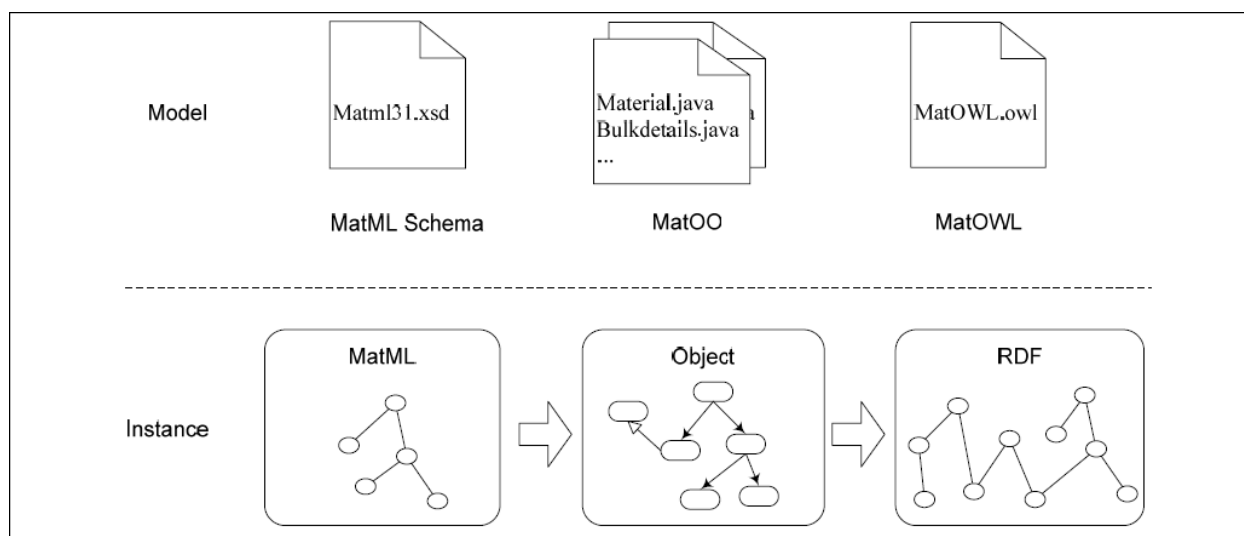 Model
Matml31.xsd
Material.java
Bulkdetails.java
...
a
MatOWL.owl
MatML Schema
MatOO
MatOWL
Instance
MatML
Object
RDF